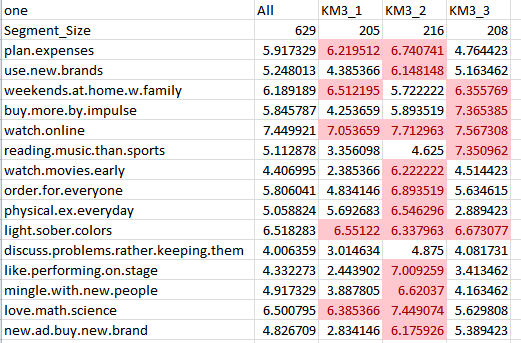 one All KM3_1 KM3_2 KM3_3
Segment_Size 629 205 216 208
plan.expenses 5.917329 6.219512 6.740741 4.764423
use.new.brands 5.248013 4.385366 6.148148 5.163462
weekends.at.home.w.family 6.189189 6.512195 5.722222 6.355769
buy.more.by.impulse 5.845787 4.253659 5.893519 7.365385
watch.online 7.449921 7.053659 7.712963 7.567308
reading.music.than.sports 5.112878 3.356098 4.625 7.350962
watch.movies.early 4.406995 2.385366 6.222222 4.514423
order.for.everyone 5.806041 4.834146 6.893519 5.634615
physical.ex.everyday 5.058824 5.692683 6.546296 2.889423
light.sober.colors 6.518283 6.55122 6.337963 6.673077
discuss.problems.rather.keeping.them 4.006359 3.014634 4.875 4.081731
like.performing.on.stage 4.332273 2.443902 7.009259 3.413462
mingle.with.new.people 4.917329 3.887805 6.62037 4.163462
love.math.science 6.500795 6.385366 7.449074 5.629808
new.ad.buy.new.brand 4.826709 2.834146 6.175926 5.389423